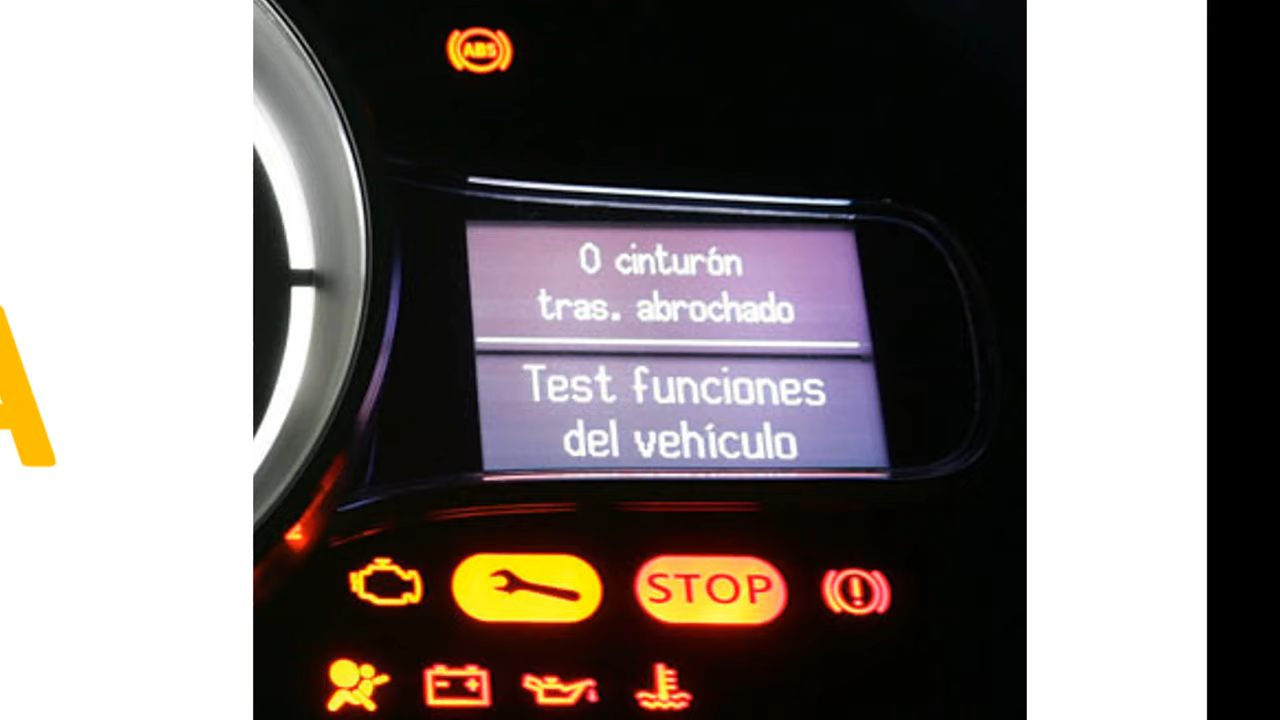 A
ABS
0 cinturón
tras. abrochado
Test funciones
del vehículo
STOP